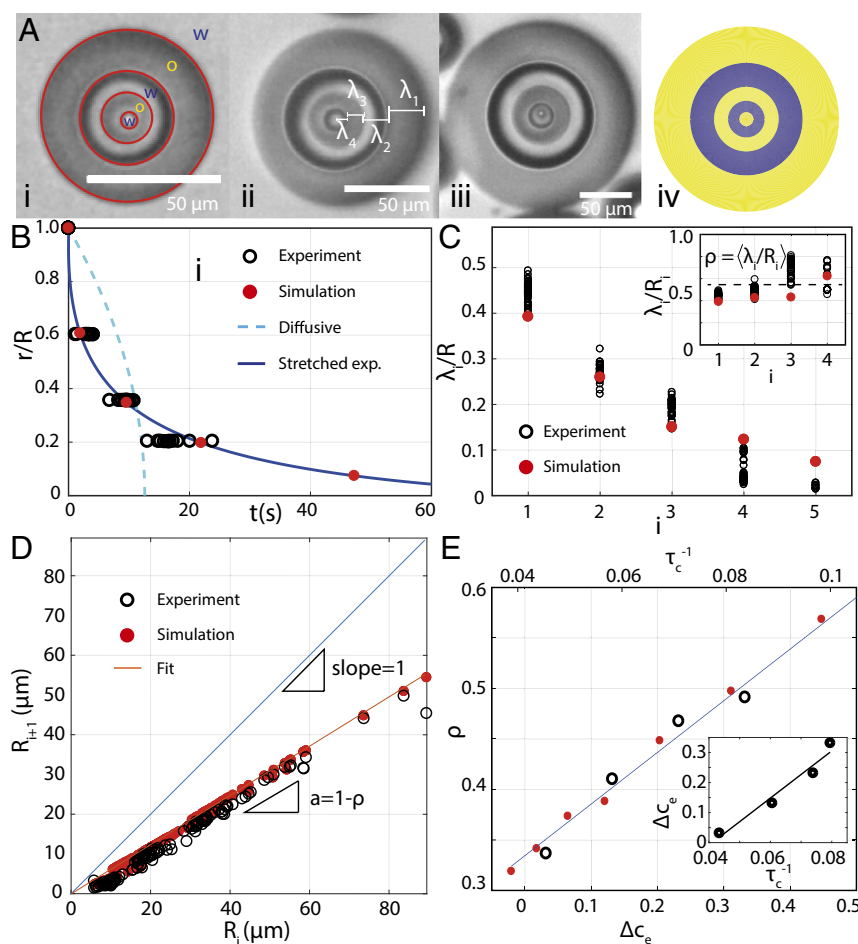 A
w
o
w
o
w
i
50 μm
λ1
λ3
λ4
λ2
ii
50 μm
iii
50 μm
iv
B
i
Experiment
Simulation
Diffusive
Stretched exp.
1.0
0.8
0.6
0.4
0.2
0
r/R
0 20 40 60
t(s)
C
0.5
0.4
0.3
0.2
0.1
0
λi/R
1 2 3 4 5
i
Experiment
Simulation
1.0
0.5
0
λi/Ri
ρ = ⟨λi/Ri⟩
1 2 3 4
i
D
80
70
60
50
40
30
20
10
0
Ri+1 (μm)
Experiment
Simulation
Fit
slope=1
a=1-ρ
0 20 40 60 80
Ri (μm)
E
τc-1
0.04 0.06 0.08 0.1
0.6
0.5
0.4
0.3
ρ
0 0.1 0.2 0.3 0.4 0.5
Δce
0.3
0.2
0.1
0
Δce
0.04 0.06 0.08
τc-1